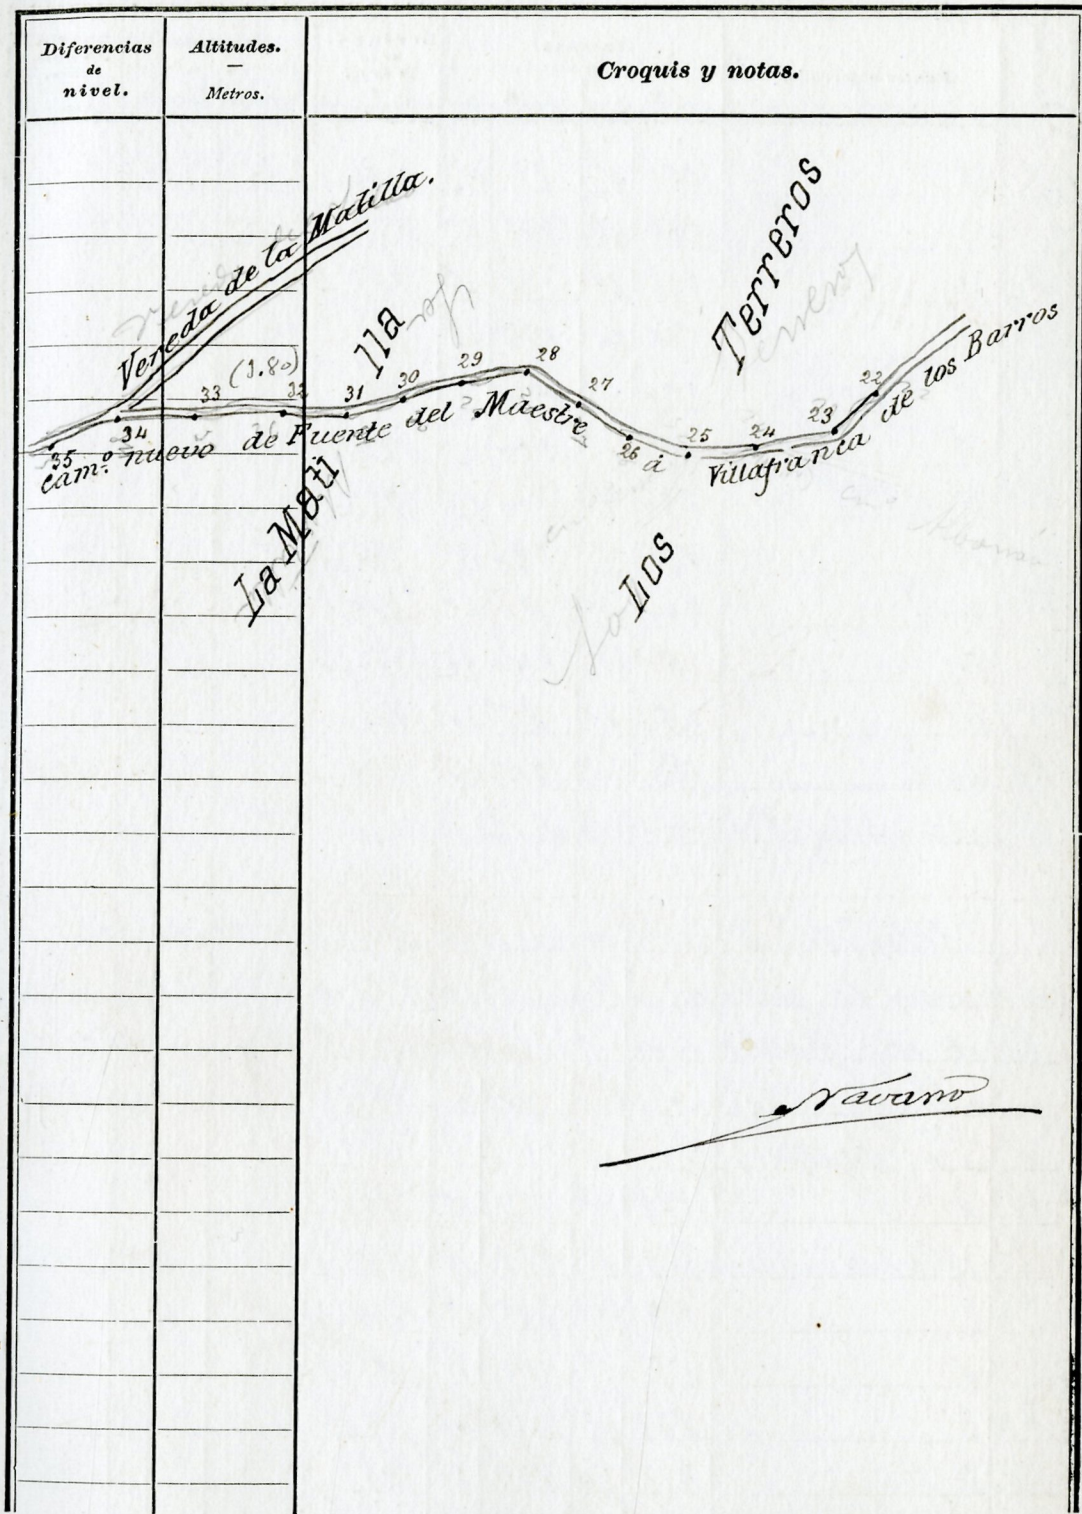 Diferencias
de
nivel.
Altitudes.
—
Metros.
Croquis y notas.
Vereda de la Matilla.
Terreros
lla
(1.80)
35 34 33 32 31 30 29 28 27 26 25 24 23 22
cam.º nuevo de Fuente del Maestre á Villafranca de los Barros
La Mati
Los
Navarro